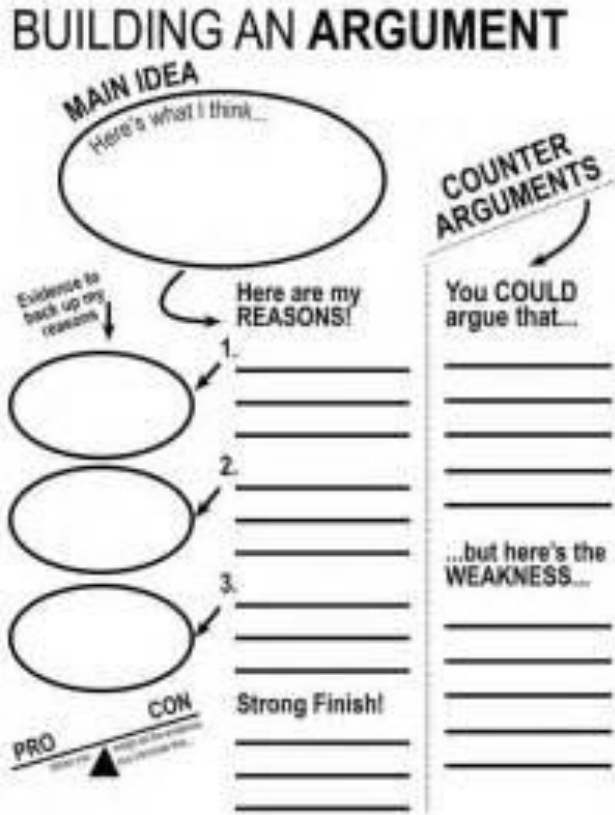 BUILDING AN ARGUMENT
MAIN IDEA
Here's what I think...
Evidence to
back up my
reasons
Here are my
REASONS!
1.
2.
3.
PRO
CON
Strong Finish!
COUNTER
ARGUMENTS
You COULD
argue that...
...but here's the
WEAKNESS...